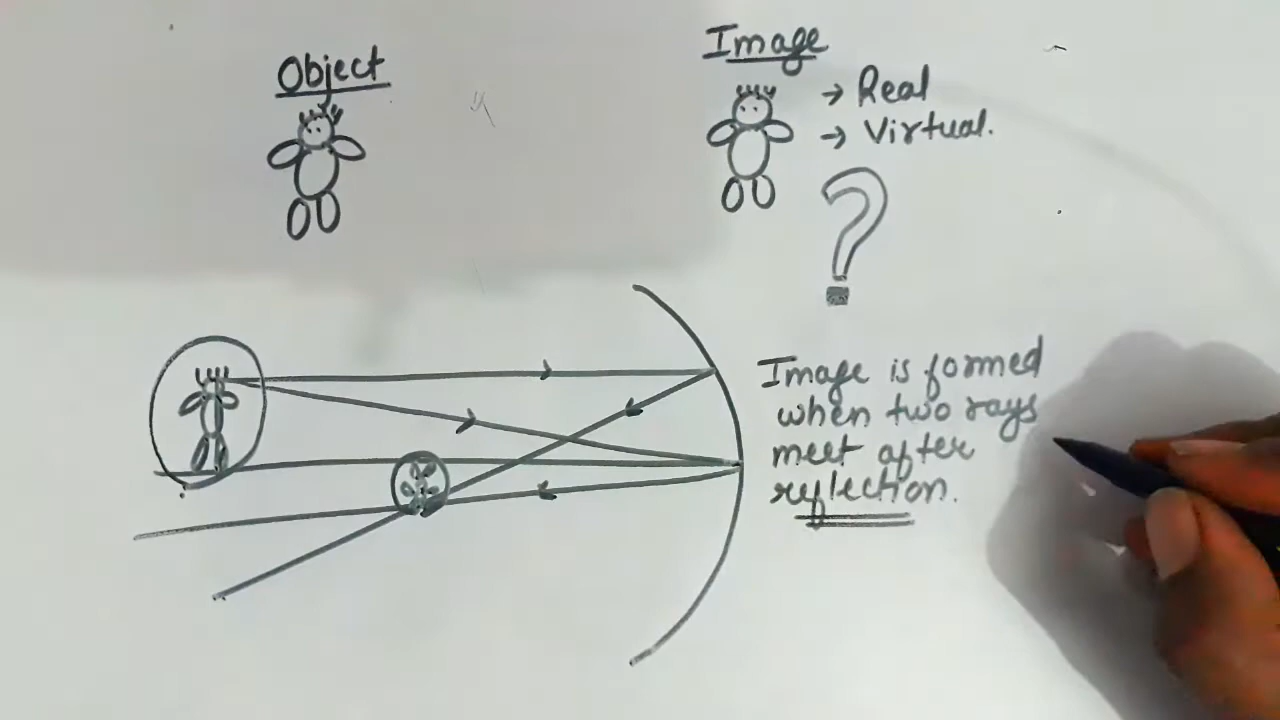 Object
Image
→ Real
→ Virtual.
?
Image is formed
when two rays
meet after
reflection.